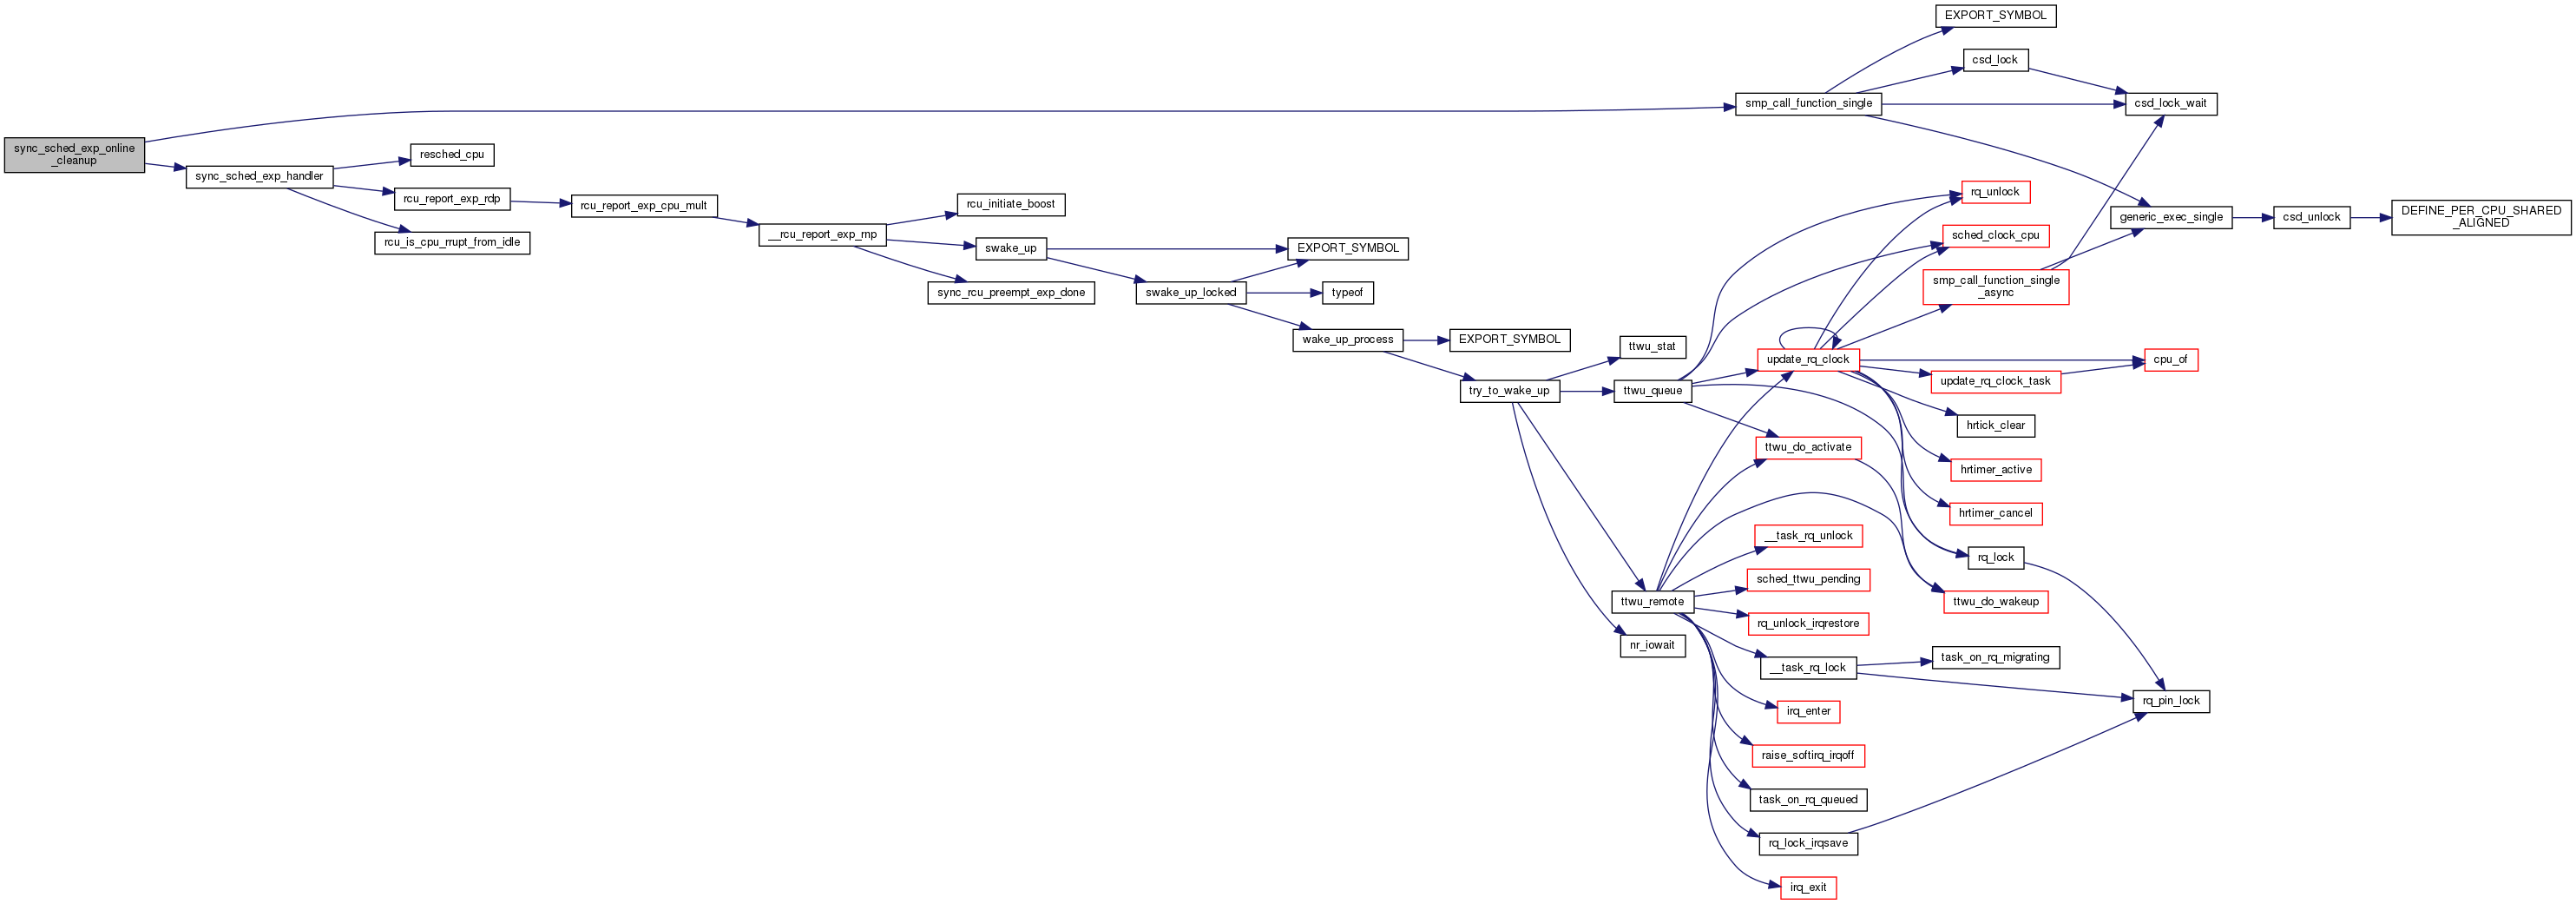 EXPORT_SYMBOL
csd_lock
smp_call_function_single
csd_lock_wait
sync_sched_exp_online
_cleanup
resched_cpu
sync_sched_exp_handler
rcu_report_exp_rdp
rcu_report_exp_cpu_mult
rcu_is_cpu_rrupt_from_idle
rcu_initiate_boost
__rcu_report_exp_rnp
swake_up
EXPORT_SYMBOL
sync_rcu_preempt_exp_done
swake_up_locked
typeof
wake_up_process
EXPORT_SYMBOL
try_to_wake_up
ttwu_stat
ttwu_queue
rq_unlock
sched_clock_cpu
generic_exec_single
csd_unlock
DEFINE_PER_CPU_SHARED
_ALIGNED
smp_call_function_single
_async
update_rq_clock
cpu_of
update_rq_clock_task
hrtick_clear
ttwu_do_activate
hrtimer_active
hrtimer_cancel
__task_rq_unlock
rq_lock
sched_ttwu_pending
ttwu_remote
ttwu_do_wakeup
rq_unlock_irqrestore
nr_iowait
__task_rq_lock
task_on_rq_migrating
rq_pin_lock
irq_enter
raise_softirq_irqoff
task_on_rq_queued
rq_lock_irqsave
irq_exit